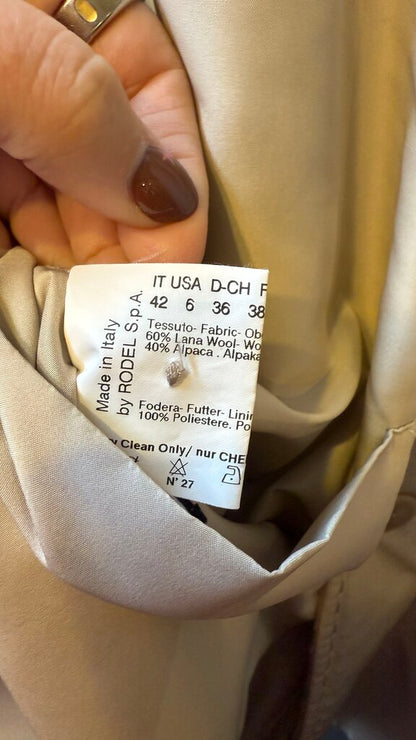 IT USA D-CH F
42 6 36 38
Made in Italy
by RODEL S.p.A.
Tessuto- Fabric- Obe
60% Lana Wool- Wo
40% Alpaca . Alpaka
Fodera- Futter- Linin
100% Poliestere. Po
y Clean Only/ nur CHE
N° 27